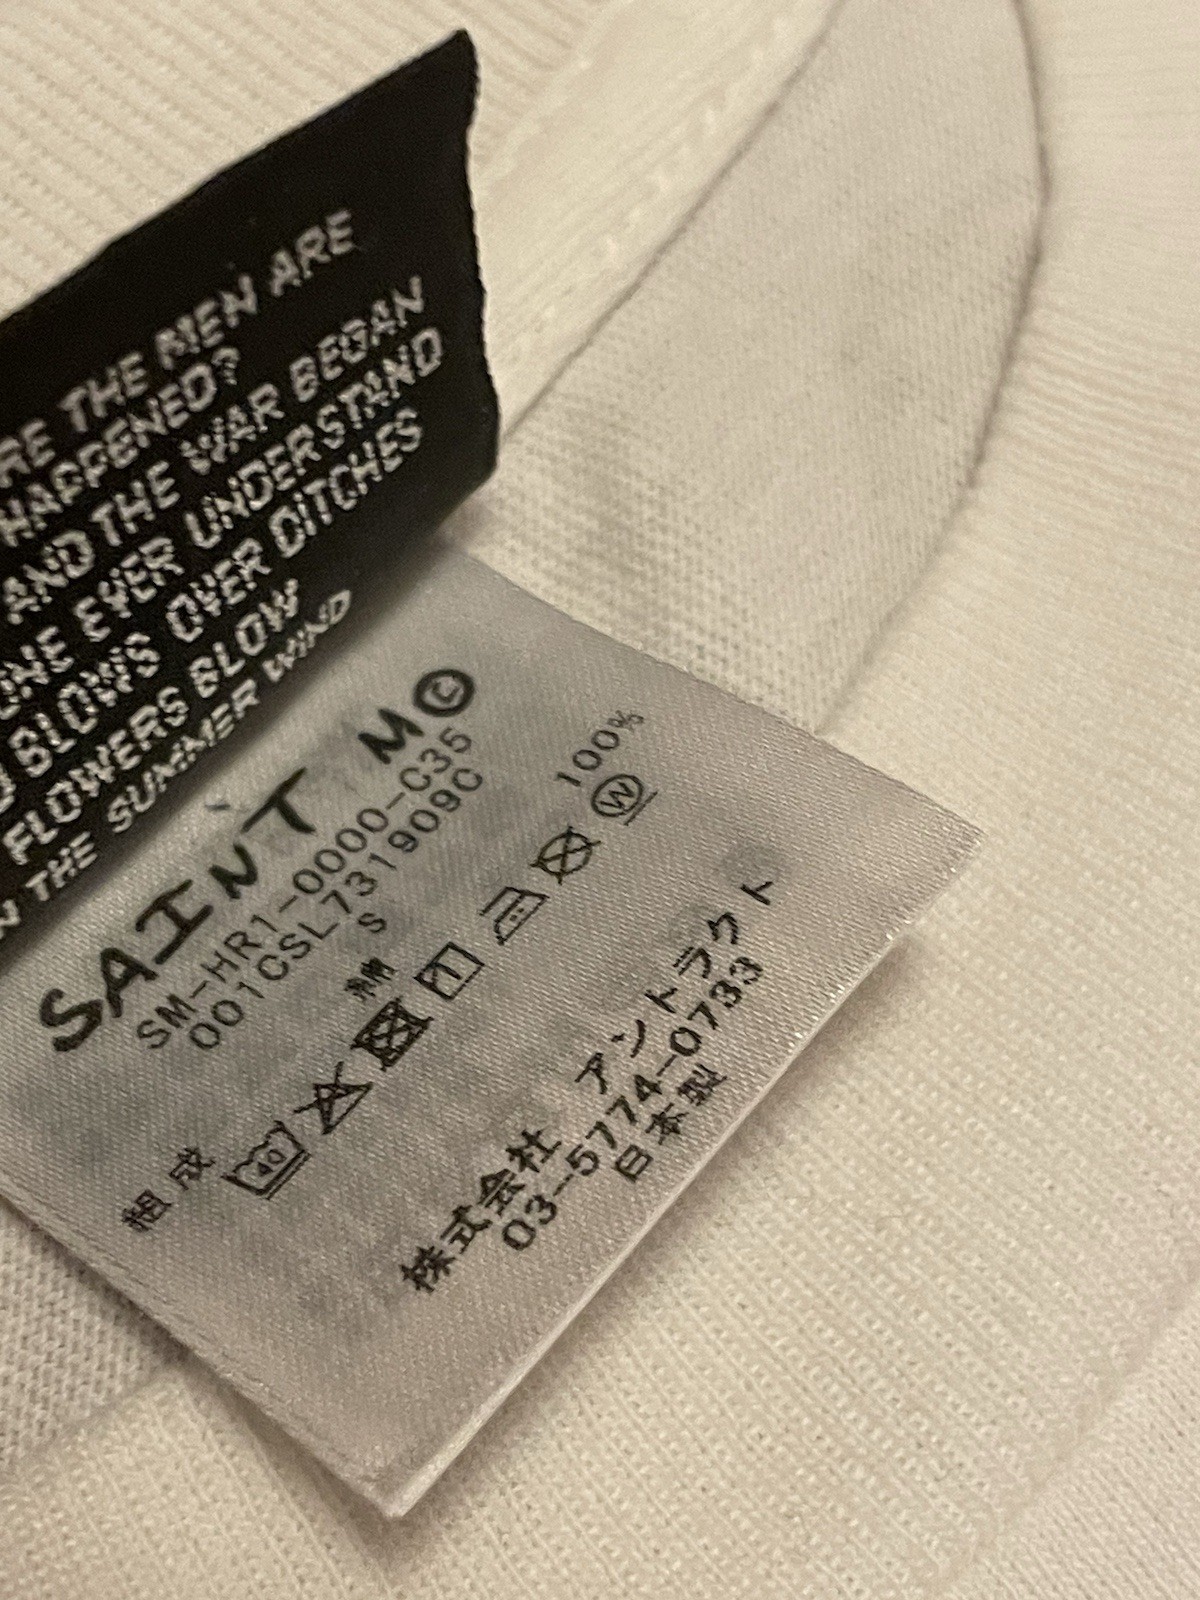 THE MEN ARE
HAPPENED?
AND THE WAR BEGAN
EVER UNDERSTAND
BLOWS OVER DITCHES
FLOWERS BLOW
THE SUMMER WIND
SAINT M©
SM-HR1-0000-C35
001CSL731909C
S
組成 綿 100%
40 1 W
株式会社 アントラクト
03-5774-0733
日本製